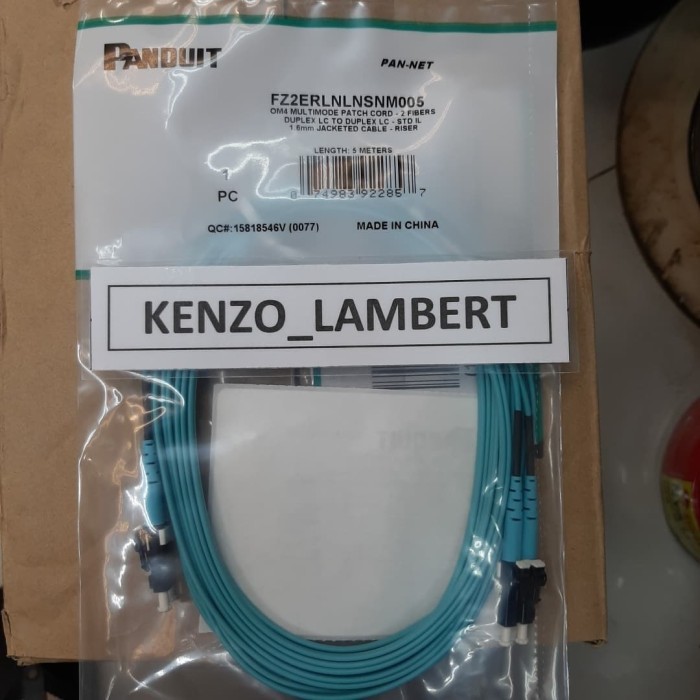 PANDUIT
PAN-NET
FZ2ERLNLNSNM005
OM4 MULTIMODE PATCH CORD - 2 FIBERS
DUPLEX LC TO DUPLEX LC - STD IL
1.6mm JACKETED CABLE - RISER
LENGTH: 5 METERS
1
PC
8 74983 92285 7
QC#:15818546V (0077)
MADE IN CHINA
KENZO_LAMBERT